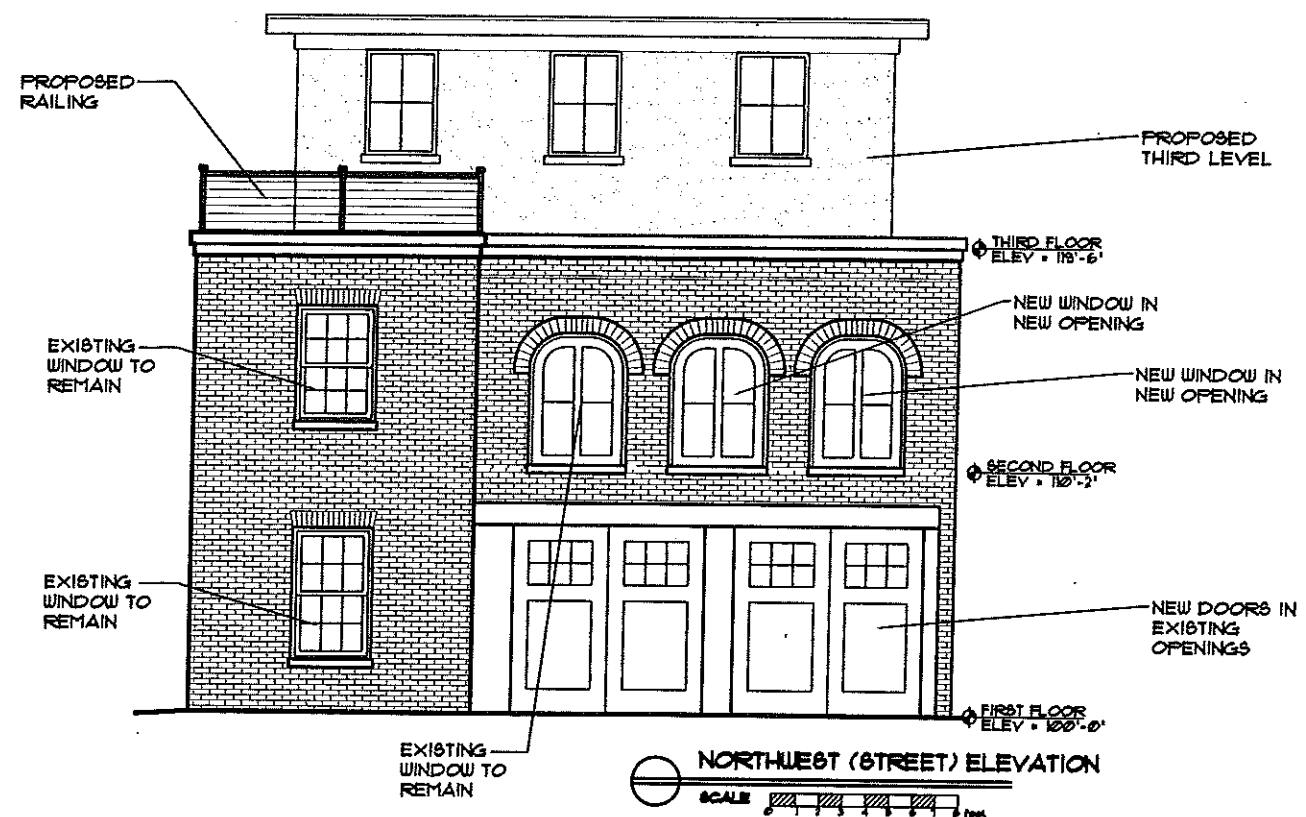 PROPOSED
RAILING
PROPOSED
THIRD LEVEL
THIRD FLOOR
ELEV = 119'-6"
NEW WINDOW IN
NEW OPENING
EXISTING
WINDOW TO
REMAIN
NEW WINDOW IN
NEW OPENING
SECOND FLOOR
ELEV = 110'-2"
EXISTING
WINDOW TO
REMAIN
NEW DOORS IN
EXISTING
OPENINGS
FIRST FLOOR
ELEV = 100'-0"
EXISTING
WINDOW TO
REMAIN
NORTHWEST (STREET) ELEVATION
SCALE
0 1 2 3 4 5 6 7 8